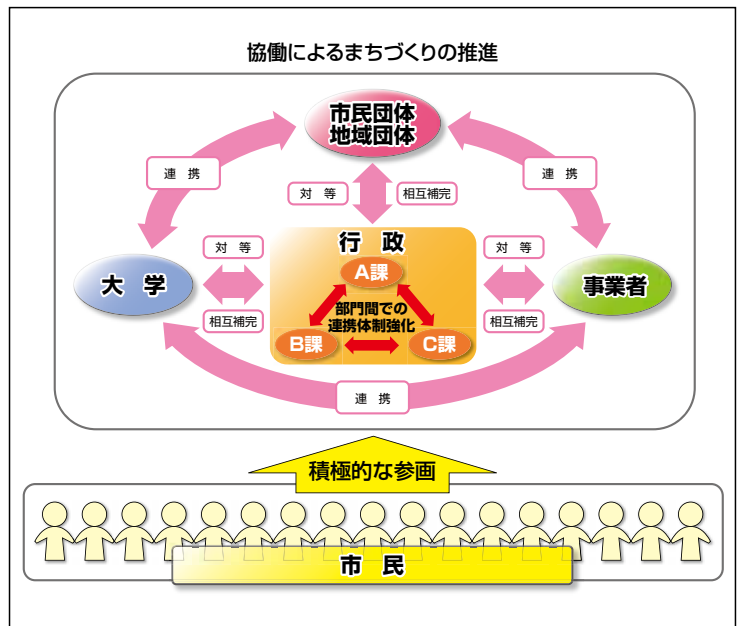 協働によるまちづくりの推進
市民団体
地域団体
連 携
連 携
対 等
相互補完
行 政
対 等
対 等
A課
大 学
事業者
部門間での
連携体制強化
相互補完
相互補完
B課
C課
連 携
積極的な参画
市 民